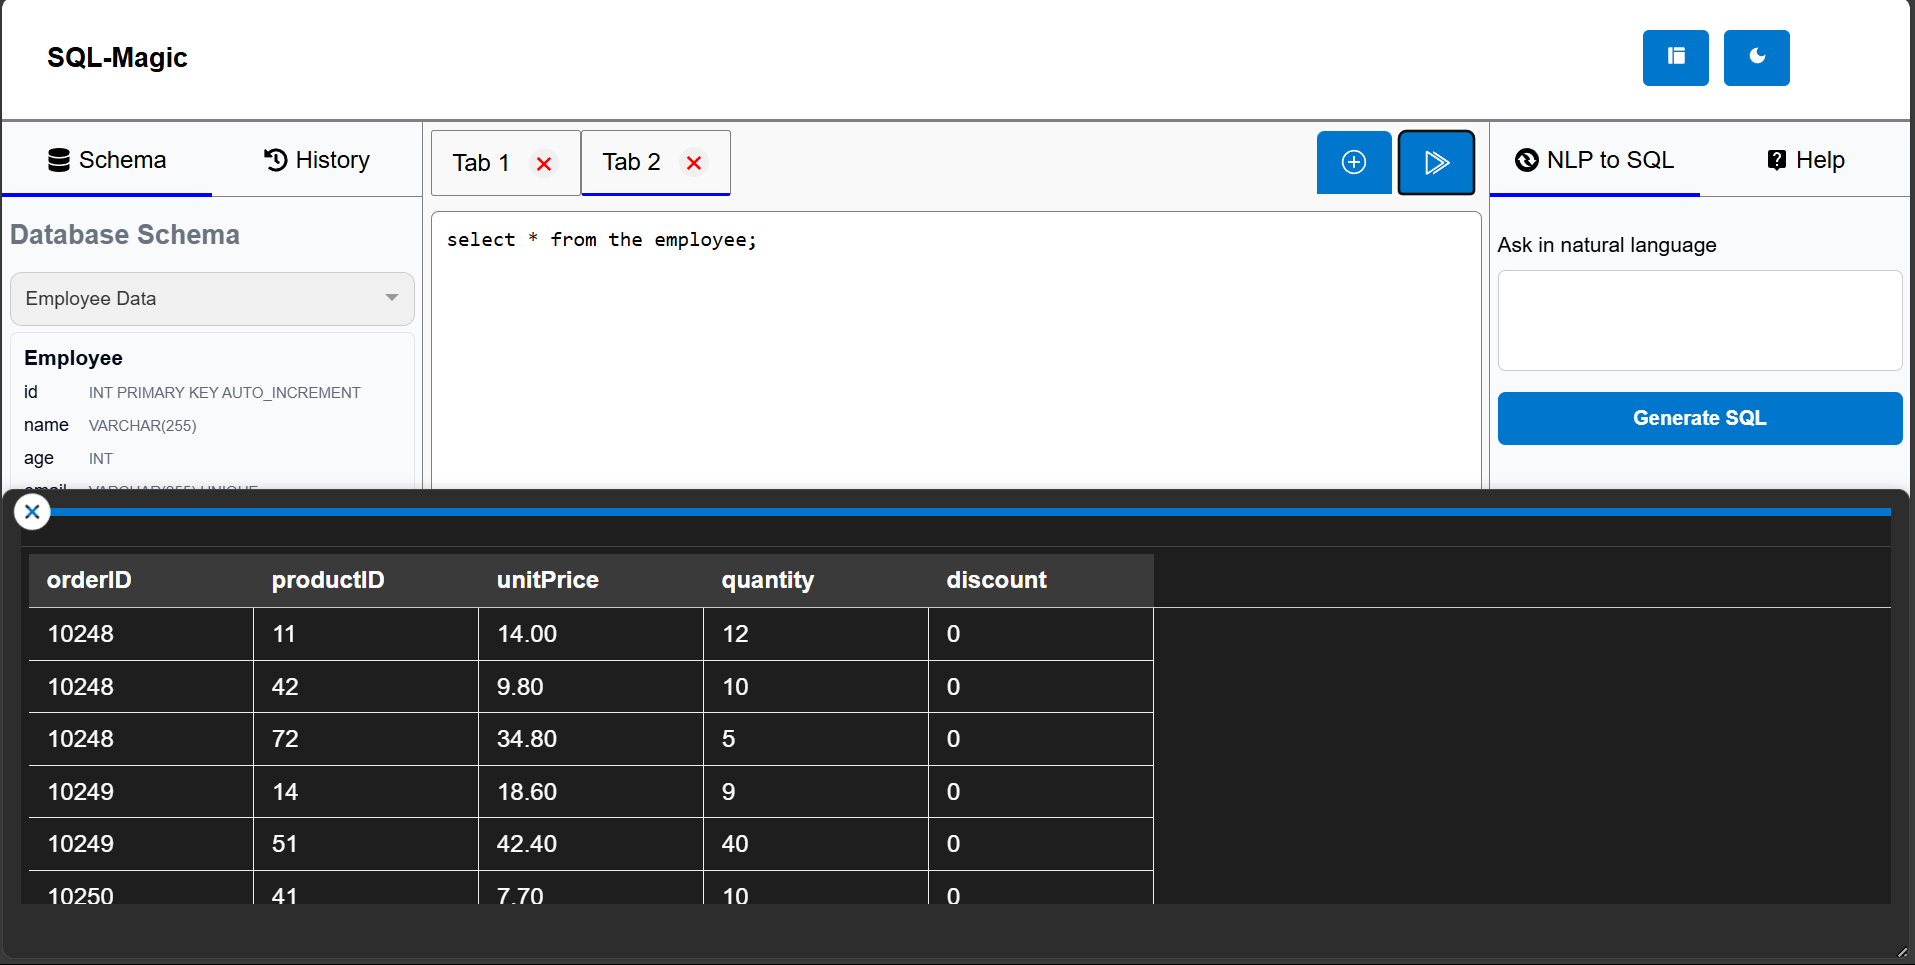 SQL-Magic
Schema
History
Database Schema
Employee Data
Employee
id INT PRIMARY KEY AUTO_INCREMENT
name VARCHAR(255)
age INT
email VARCHAR(255) UNIQUE
Tab 1
Tab 2
select * from the employee;
NLP to SQL
Help
Ask in natural language
Generate SQL
orderID productID unitPrice quantity discount
10248 11 14.00 12 0
10248 42 9.80 10 0
10248 72 34.80 5 0
10249 14 18.60 9 0
10249 51 42.40 40 0
10250 41 7.70 10 0